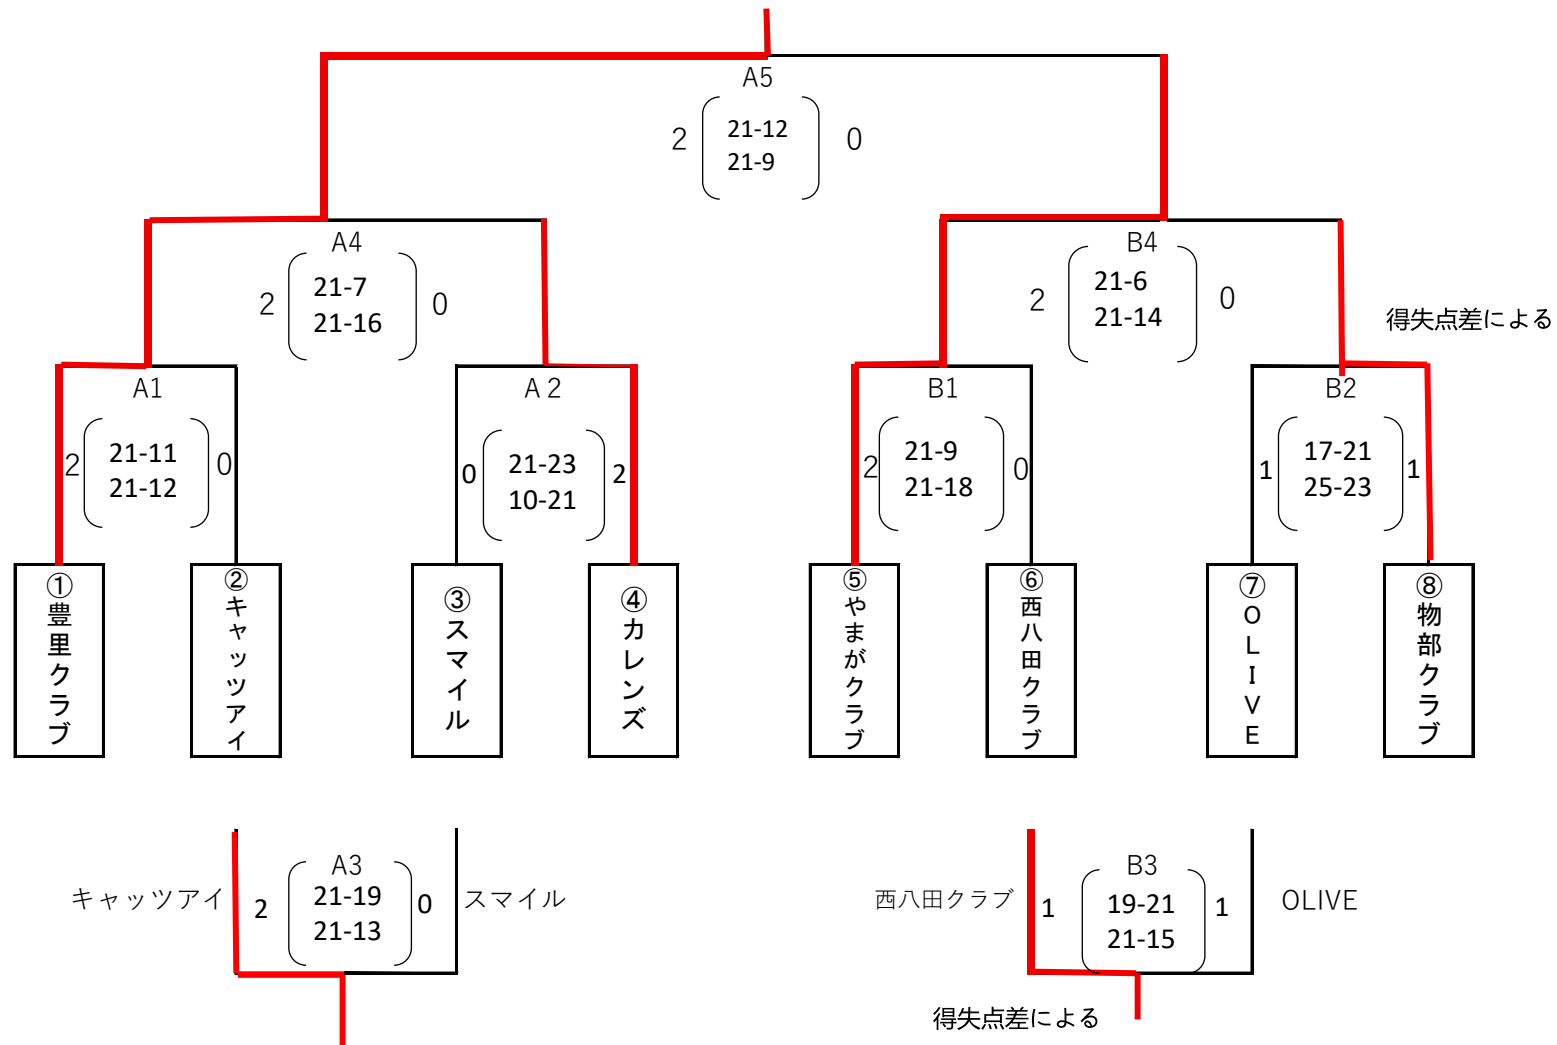 A5
2
21-12
21-9
0
A4
2
21-7
21-16
0
B4
2
21-6
21-14
0
得失点差による
A1
2
21-11
21-12
0
A２
0
21-23
10-21
2
B1
2
21-9
21-18
0
B2
1
17-21
25-23
1
①豊里クラブ
②キャッツアイ
③スマイル
④カレンズ
⑤やまがクラブ
⑥西八田クラブ
⑦ＯＬＩＶＥ
⑧物部クラブ
キャッツアイ
2
A3
21-19
21-13
0
スマイル
西八田クラブ
1
B3
19-21
21-15
1
OLIVE
得失点差による